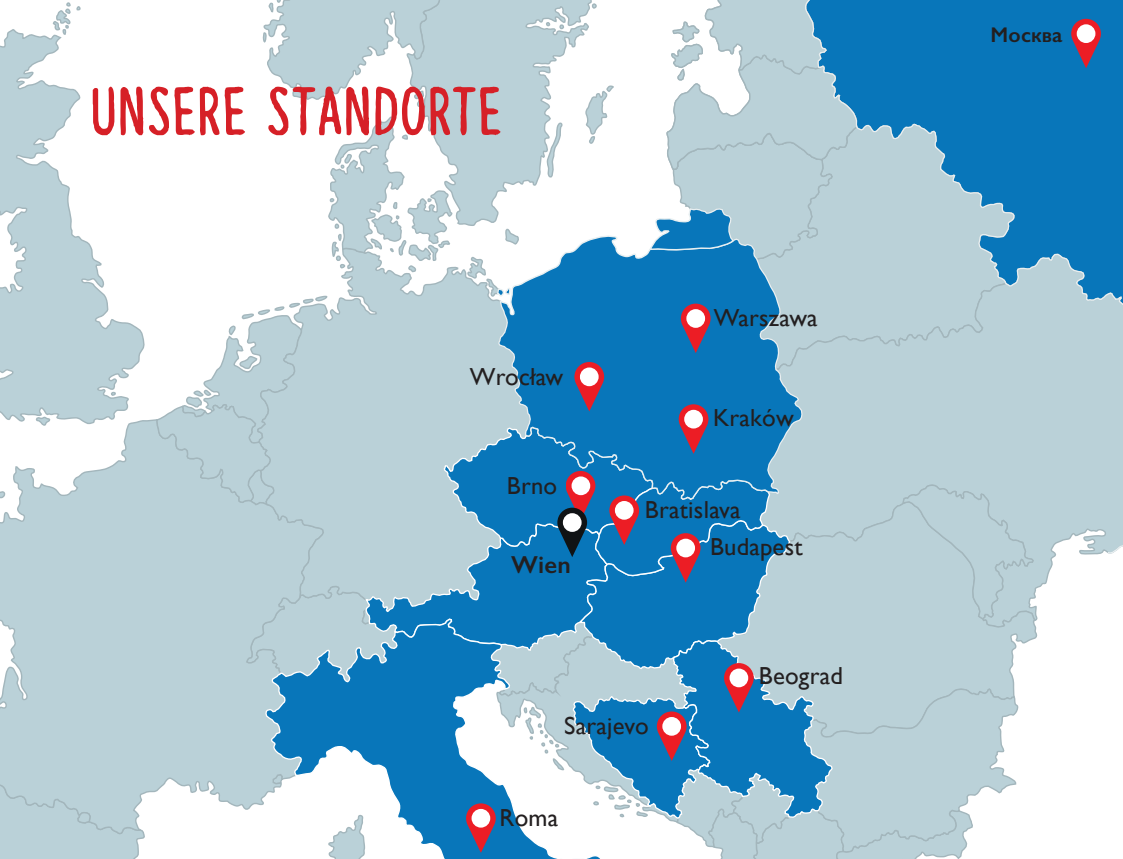 Москва
UNSERE STANDORTE
Warszawa
Wrocław
Kraków
Brno
Bratislava
Budapest
Wien
Beograd
Sarajevo
Roma